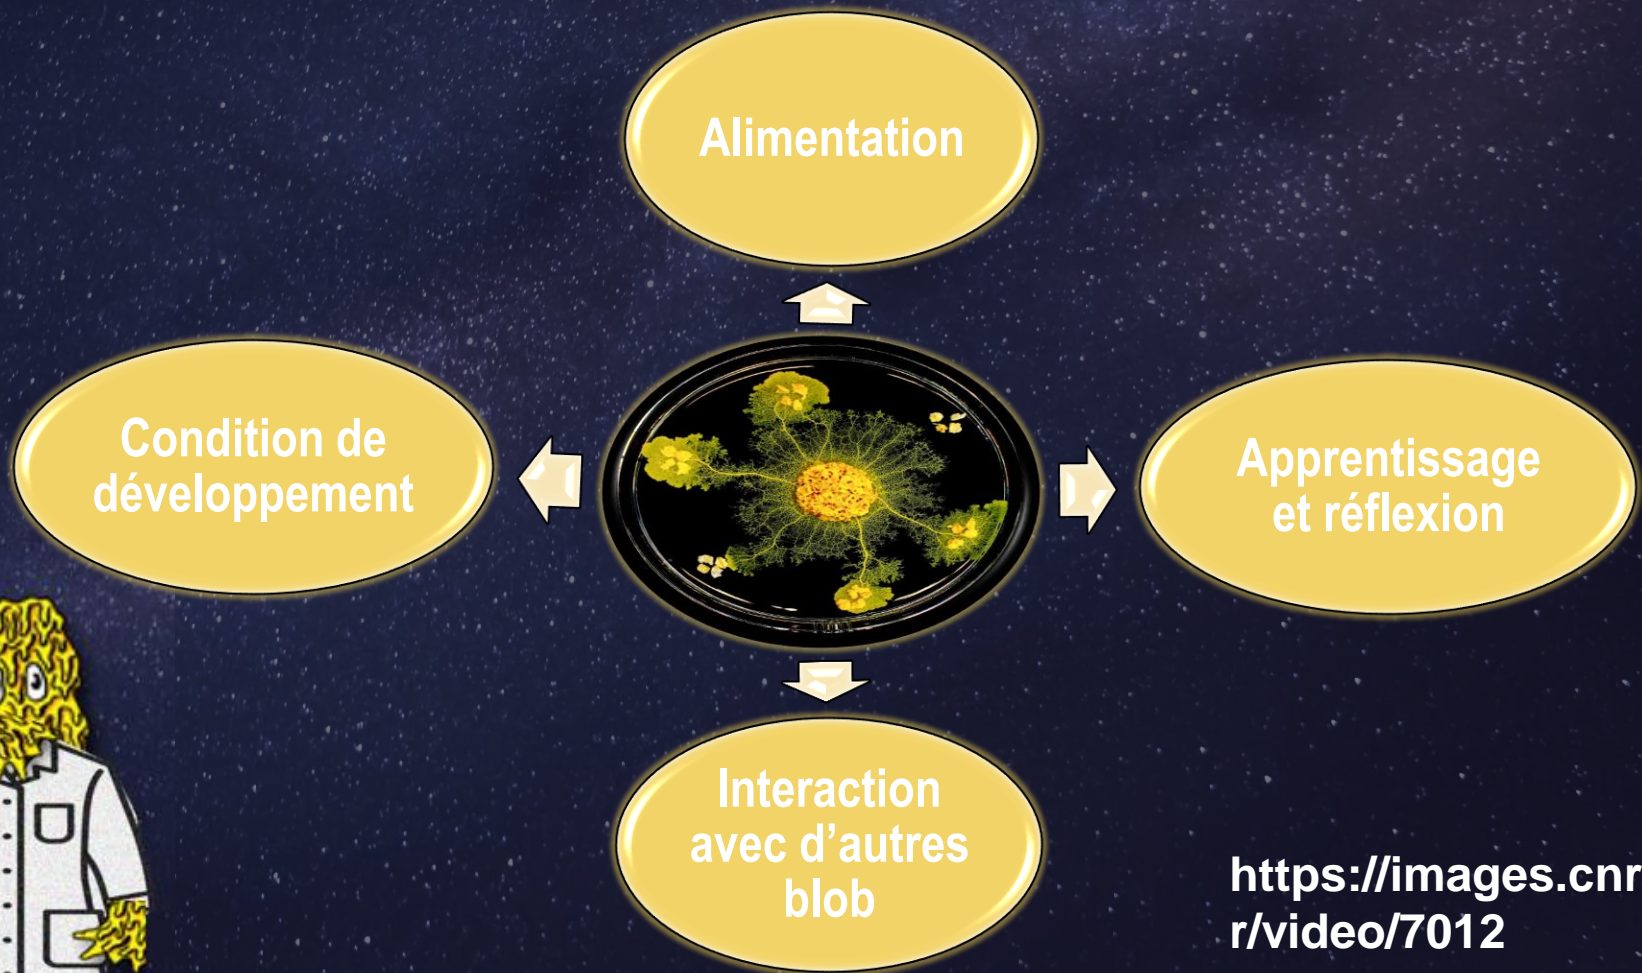 Alimentation
Condition de
développement
Apprentissage
et réflexion
Interaction
avec d’autres
blob
https://images.cnr
r/video/7012